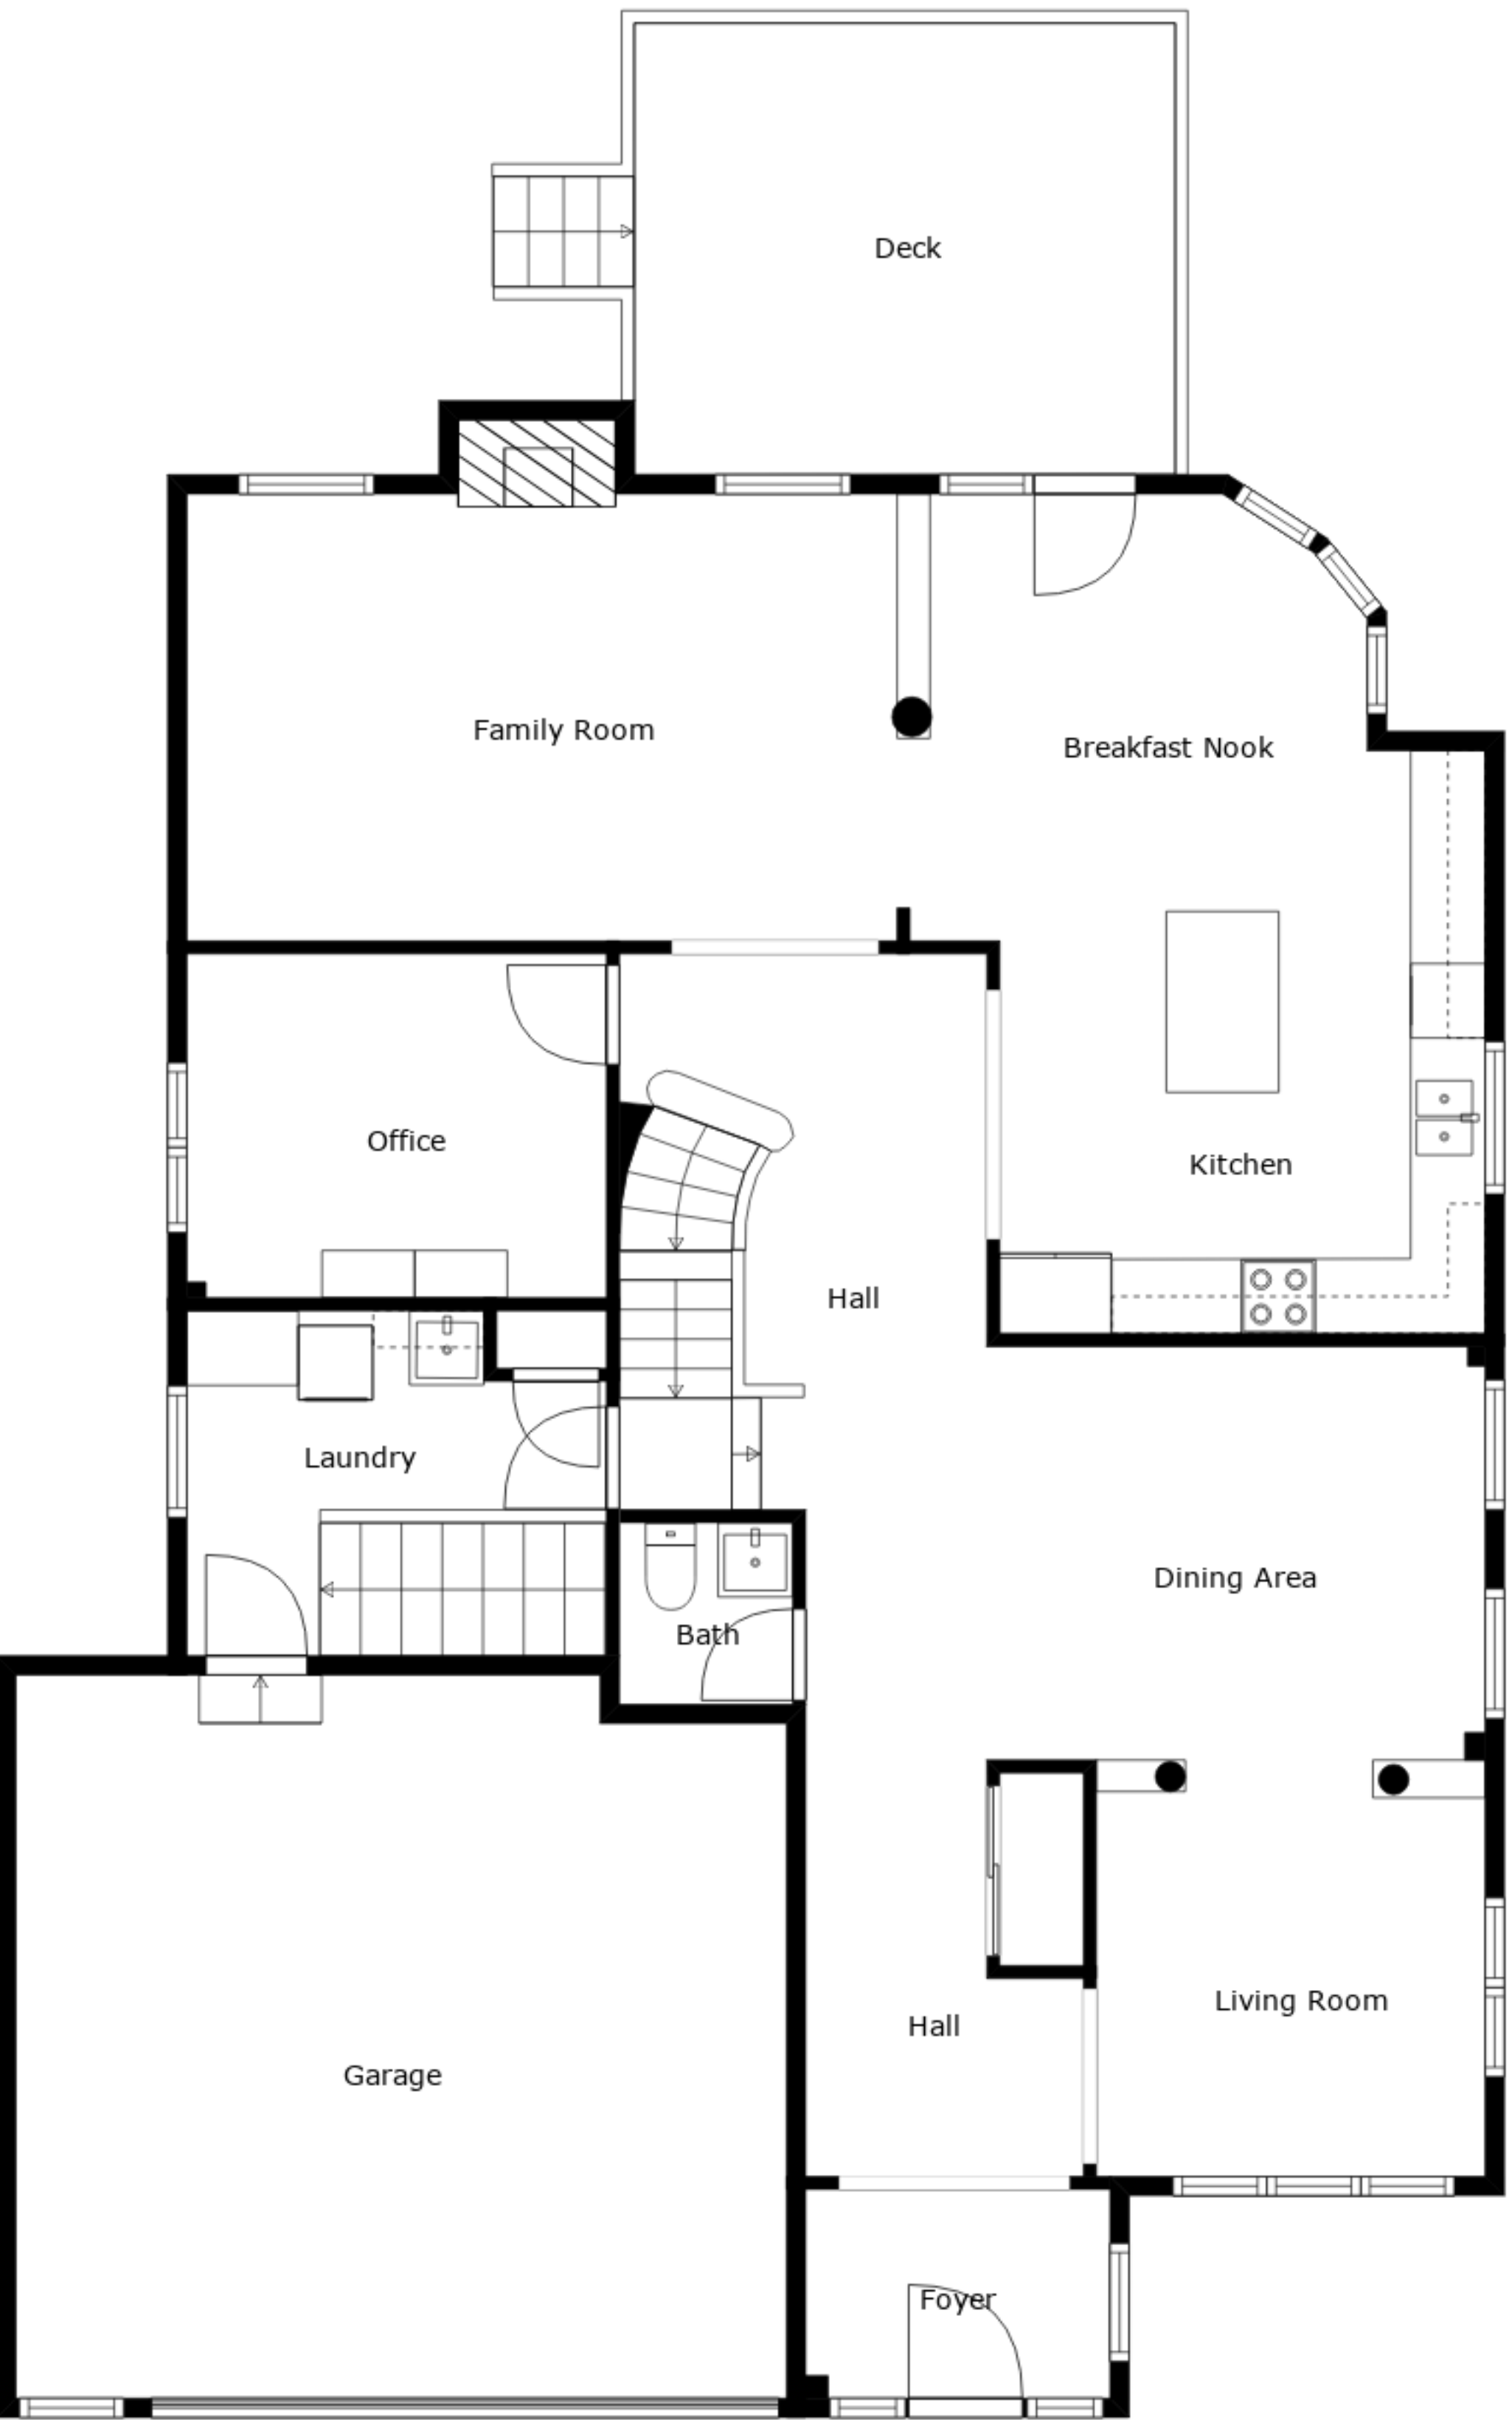 Deck
Family Room
Breakfast Nook
Office
Kitchen
Hall
Laundry
Dining Area
Bath
Living Room
Hall
Garage
Foyer